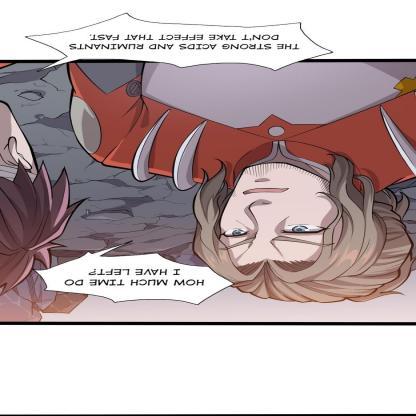 HOW MUCH TIME DO
I HAVE LEFT?
THE STRONG ACIDS AND RUMINANTS
DON'T TAKE EFFECT THAT FAST.